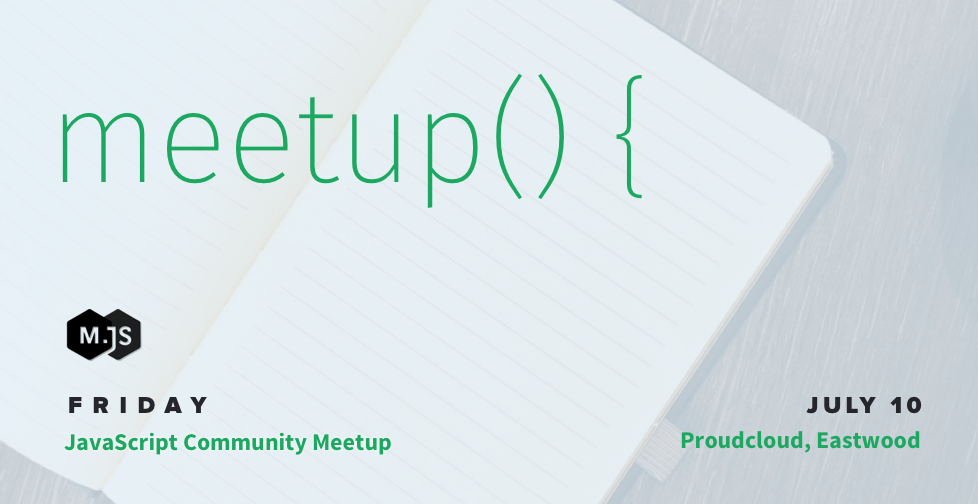 meetup() {
M.JS
FRIDAY
JULY 10
JavaScript Community Meetup
Proudcloud, Eastwood